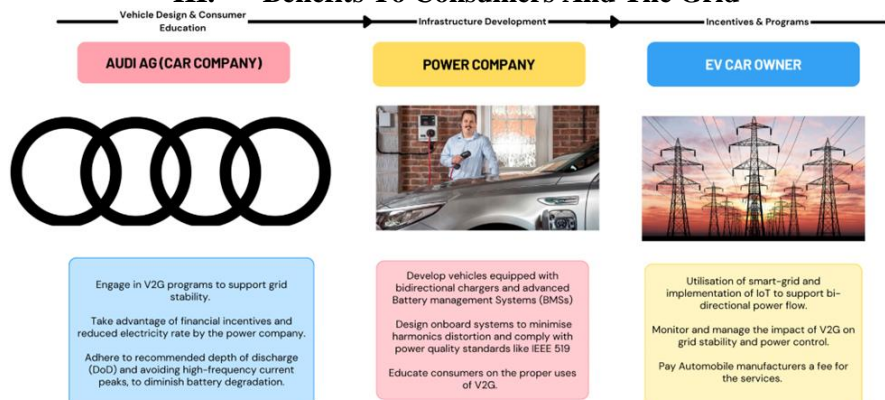 III. Benefits To Consumers And The Grid
Vehicle Design & Consumer
Education
Infrastructure Development
Incentives & Programs
AUDI AG (CAR COMPANY)
POWER COMPANY
EV CAR OWNER
Engage in V2G programs to support grid
stability.
Take advantage of financial incentives and
reduced electricity rate by the power company.
Adhere to recommended depth of discharge
(DoD) and avoiding high-frequency current
peaks, to diminish battery degradation.
Develop vehicles equipped with
bidirectional chargers and advanced
Battery management Systems (BMSs)
Design onboard systems to minimise
harmonics distortion and comply with
power quality standards like IEEE 519
Educate consumers on the proper uses
of V2G.
Utilisation of smart-grid and
implementation of IoT to support bi-
directional power flow.
Monitor and manage the impact of V2G on
grid stability and power control.
Pay Automobile manufacturers a fee for
the services.